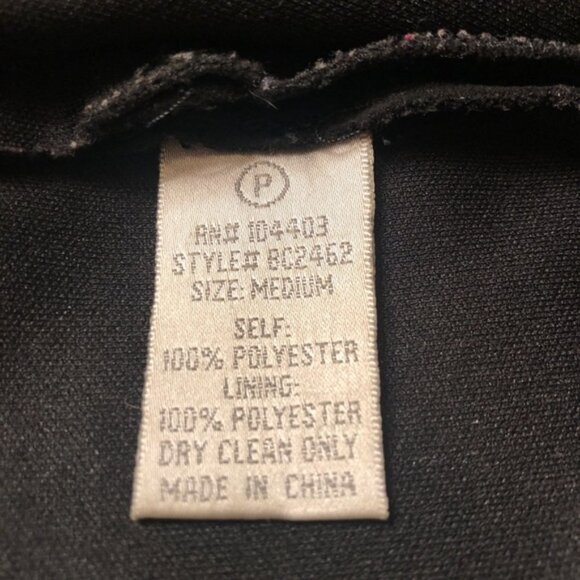 P
RN# 104403
STYLE# BC2462
SIZE: MEDIUM
SELF:
100% POLYESTER
LINING:
100% POLYESTER
DRY CLEAN ONLY
MADE IN CHINA